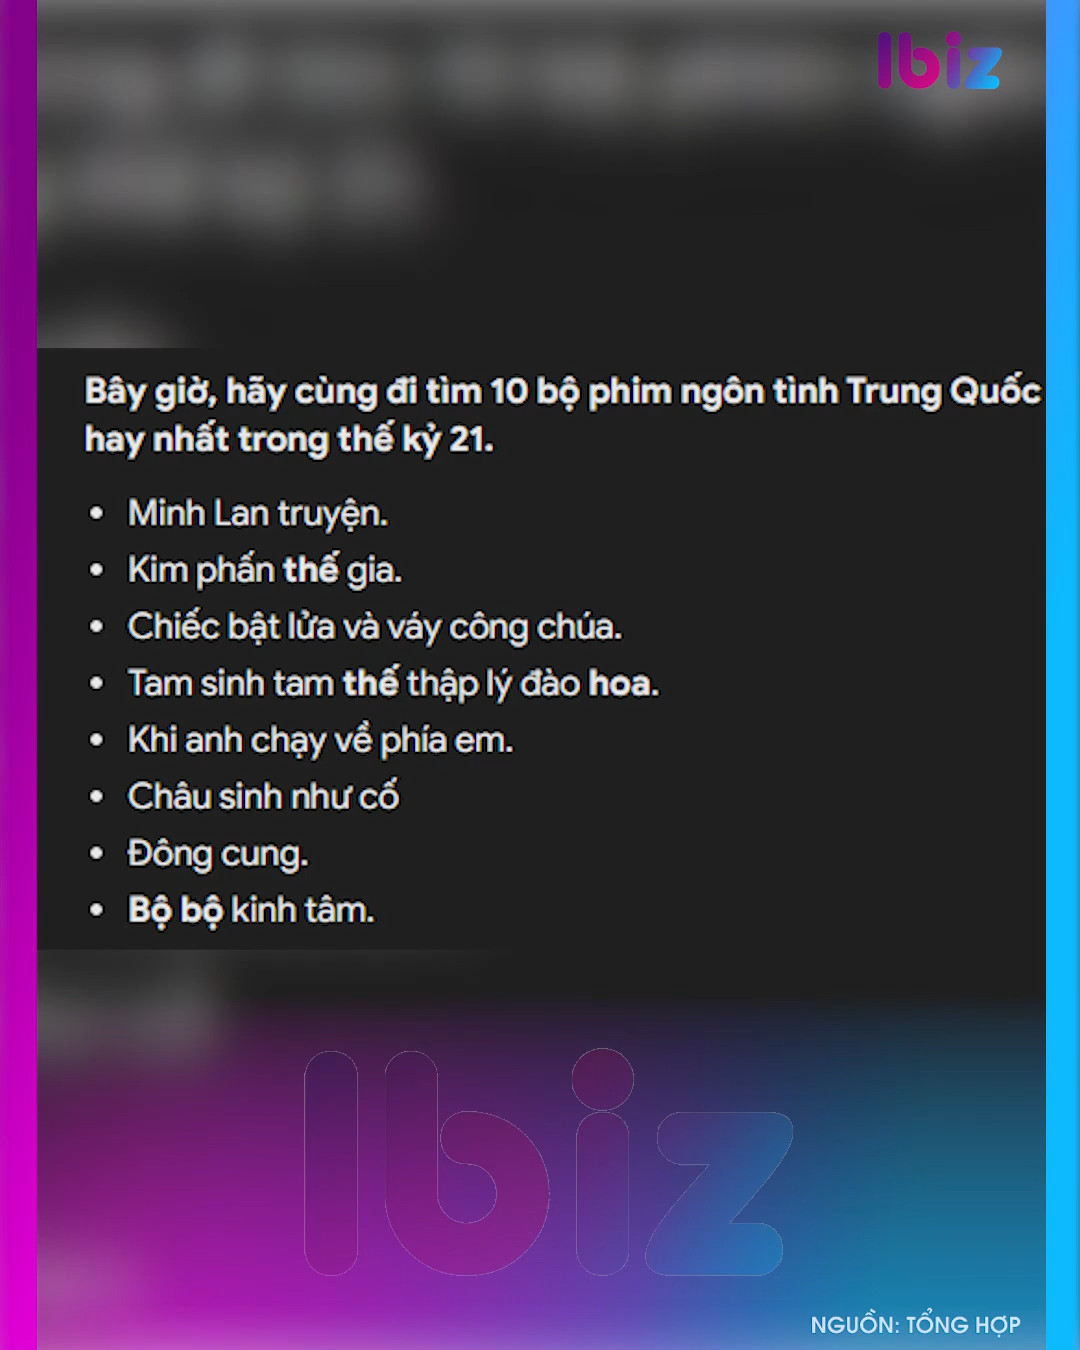 Ibiz
Bây giờ, hãy cùng đi tìm 10 bộ phim ngôn tình Trung Quốc
hay nhất trong thế kỷ 21.
• Minh Lan truyện.
• Kim phấn thế gia.
• Chiếc bật lửa và váy công chúa.
• Tam sinh tam thế thập lý đào hoa.
• Khi anh chạy về phía em.
• Châu sinh như cố
• Đông cung.
• Bộ bộ kinh tâm.
Ibiz
NGUỒN: TỔNG HỢP